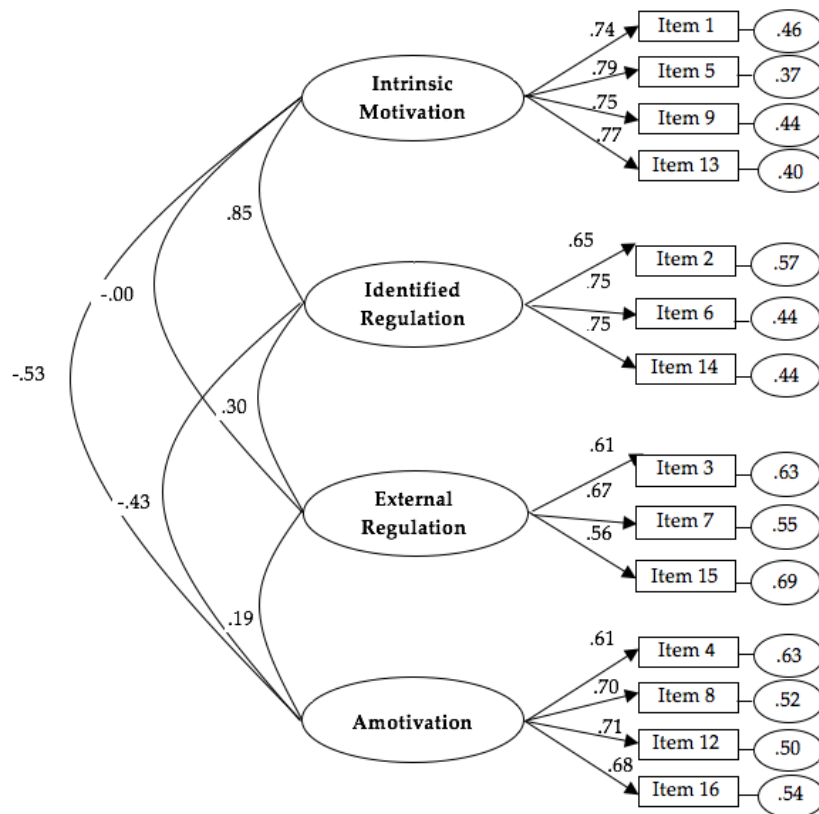 .74
Item 1
.46
.79
Item 5
.37
Intrinsic
Motivation
.75
Item 9
.44
.77
Item 13
.40
.85
.65
Item 2
.57
-.00
Identified
Regulation
.75
Item 6
.44
.75
Item 14
.44
-.53
.30
.61
Item 3
.63
-.43
External
Regulation
.67
Item 7
.55
.56
Item 15
.69
.19
.61
Item 4
.63
Amotivation
.70
Item 8
.52
.71
Item 12
.50
.68
Item 16
.54